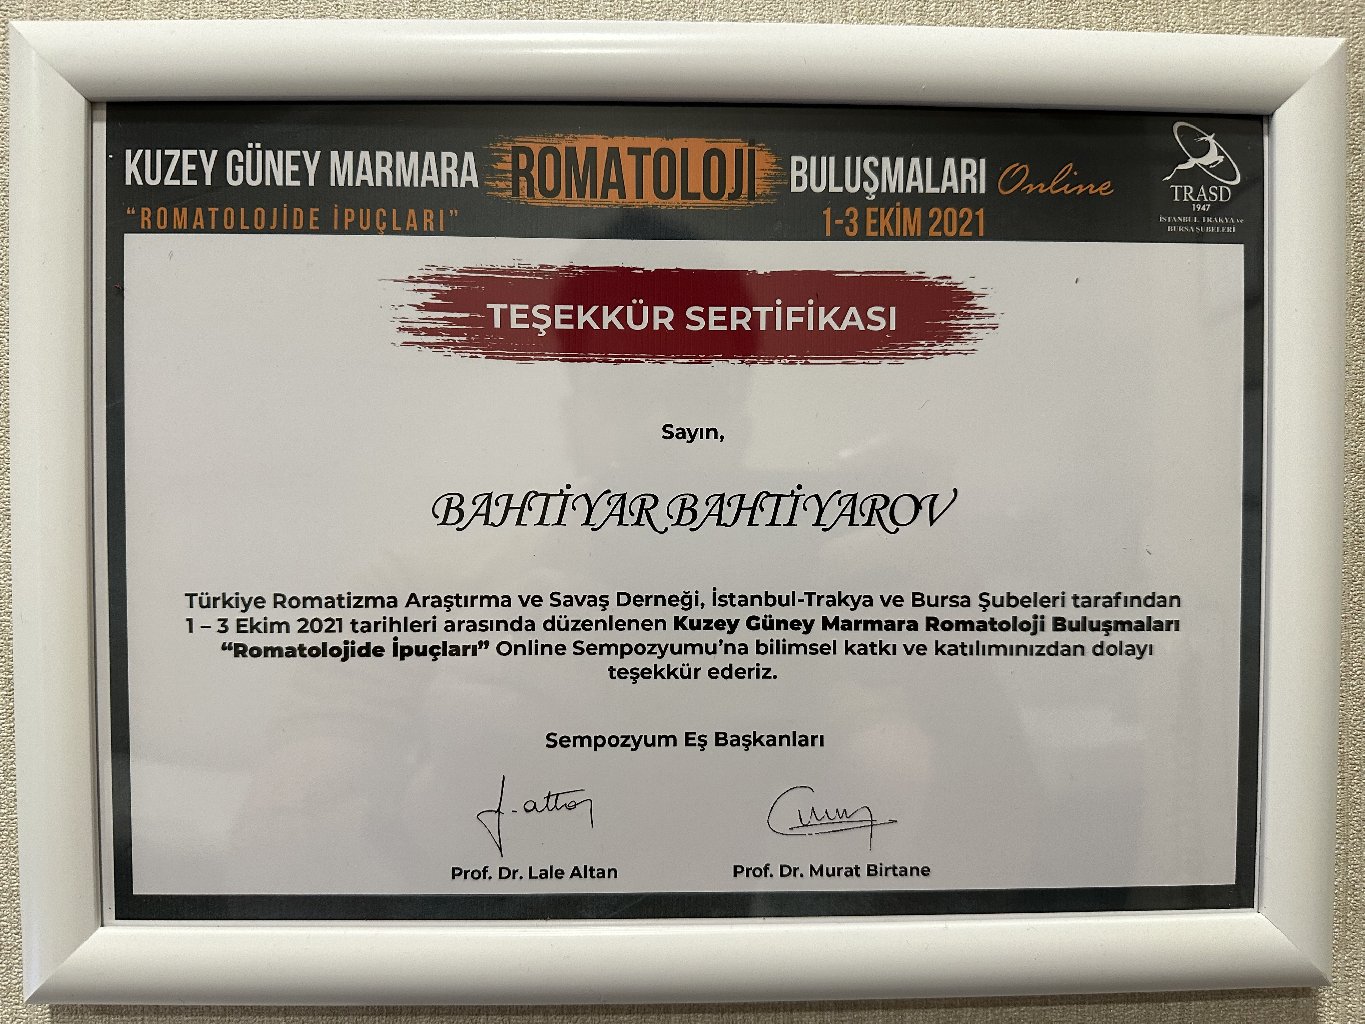 KUZEY GÜNEY MARMARA ROMATOLOJİ BULUŞMALARI Online
"ROMATOLOJİDE İPUÇLARI" 1-3 EKİM 2021
TRASD
1947
İSTANBUL TRAKYA ve
BURSA ŞUBELERİ
TEŞEKKÜR SERTİFİKASI
Sayın,
BAHTİYAR BAHTİYAROV
Türkiye Romatizma Araştırma ve Savaş Derneği, İstanbul-Trakya ve Bursa Şubeleri tarafından
1 – 3 Ekim 2021 tarihleri arasında düzenlenen Kuzey Güney Marmara Romatoloji Buluşmaları
"Romatolojide İpuçları" Online Sempozyumu'na bilimsel katkı ve katılımınızdan dolayı
teşekkür ederiz.
Sempozyum Eş Başkanları
Prof. Dr. Lale Altan
Prof. Dr. Murat Birtane